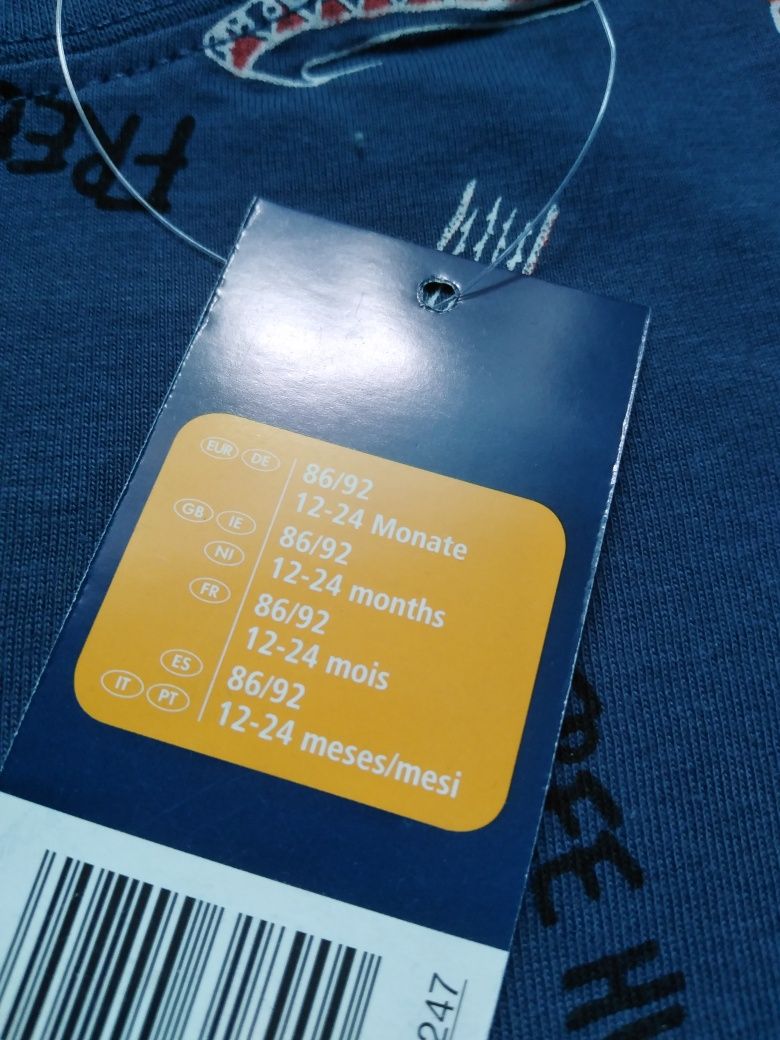 FREE
EUR DE
86/92
12-24 Monate
GB IE
NI
86/92
12-24 months
FR
86/92
12-24 mois
ES
IT PT
86/92
12-24 meses/mesi
247